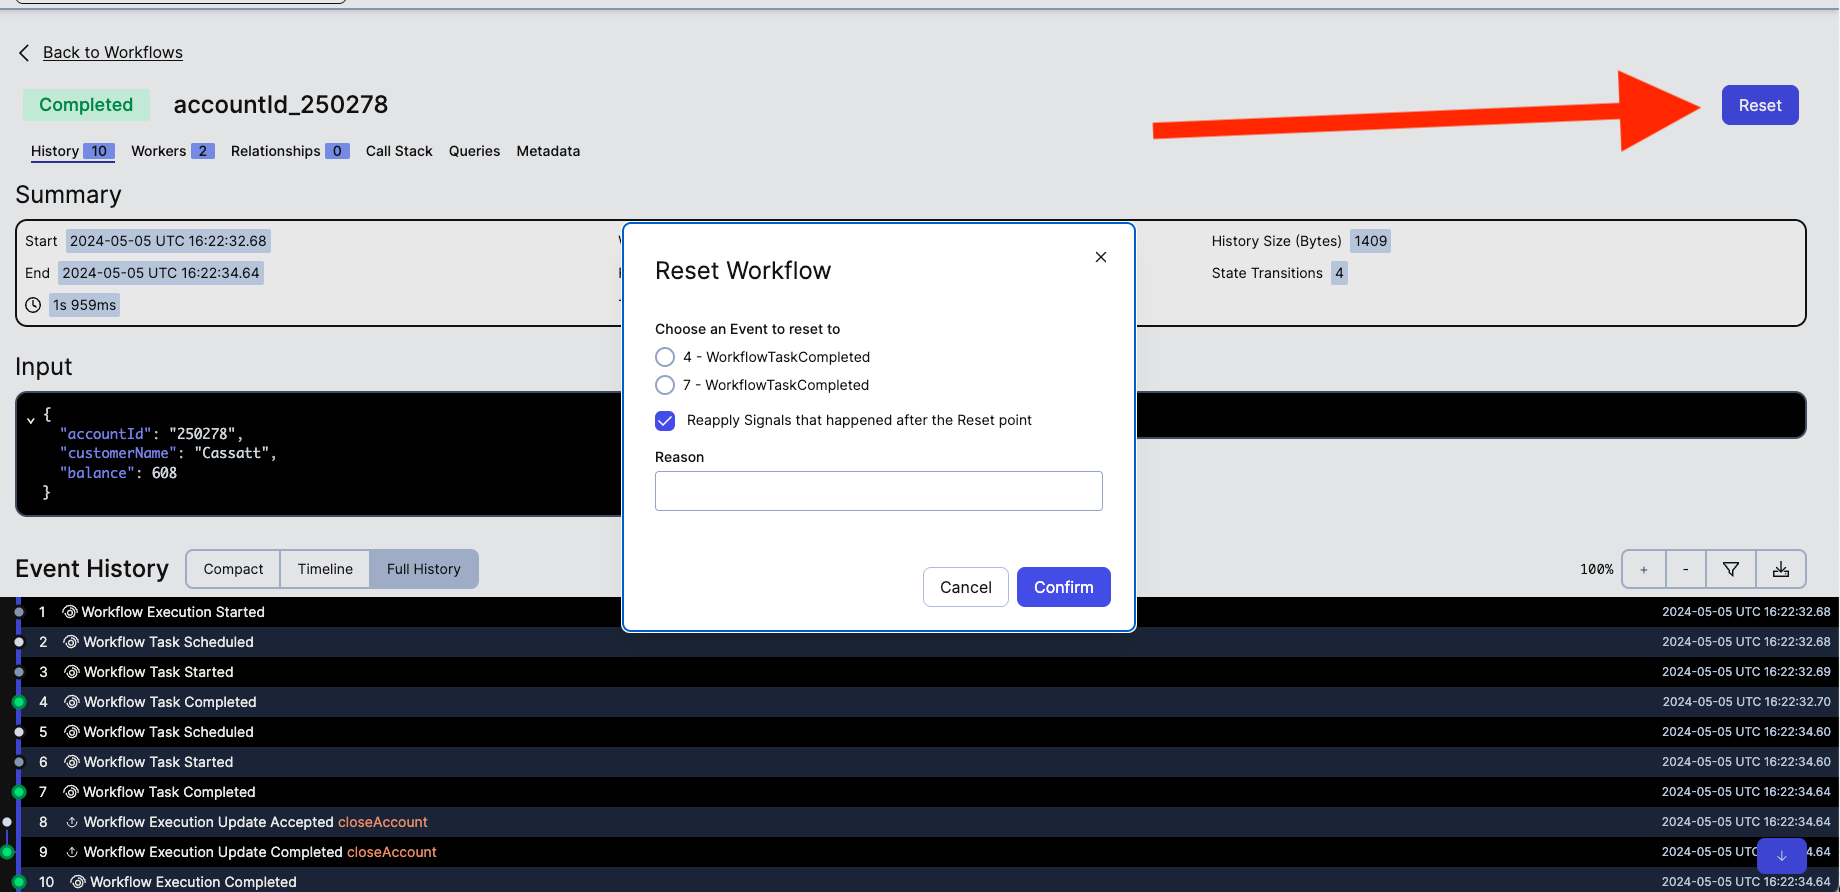 Back to Workflows
Completed accountId_250278
Reset
History 10 Workers 2 Relationships 0 Call Stack Queries Metadata
Summary
Start 2024-05-05 UTC 16:22:32.68
History Size (Bytes) 1409
End 2024-05-05 UTC 16:22:34.64
State Transitions 4
1s 959ms
Reset Workflow
Choose an Event to reset to
4 - WorkflowTaskCompleted
7 - WorkflowTaskCompleted
Reapply Signals that happened after the Reset point
Reason
Cancel Confirm
Input
{
"accountId": "250278",
"customerName": "Cassatt",
"balance": 608
}
Event History Compact Timeline Full History 100% + -
1 Workflow Execution Started 2024-05-05 UTC 16:22:32.68
2 Workflow Task Scheduled 2024-05-05 UTC 16:22:32.68
3 Workflow Task Started 2024-05-05 UTC 16:22:32.69
4 Workflow Task Completed 2024-05-05 UTC 16:22:32.70
5 Workflow Task Scheduled 2024-05-05 UTC 16:22:34.60
6 Workflow Task Started 2024-05-05 UTC 16:22:34.60
7 Workflow Task Completed 2024-05-05 UTC 16:22:34.64
8 Workflow Execution Update Accepted closeAccount 2024-05-05 UTC 16:22:34.64
9 Workflow Execution Update Completed closeAccount 2024-05-05 UTC 4.64
10 Workflow Execution Completed 2024-05-05 UTC 16:22:34.64